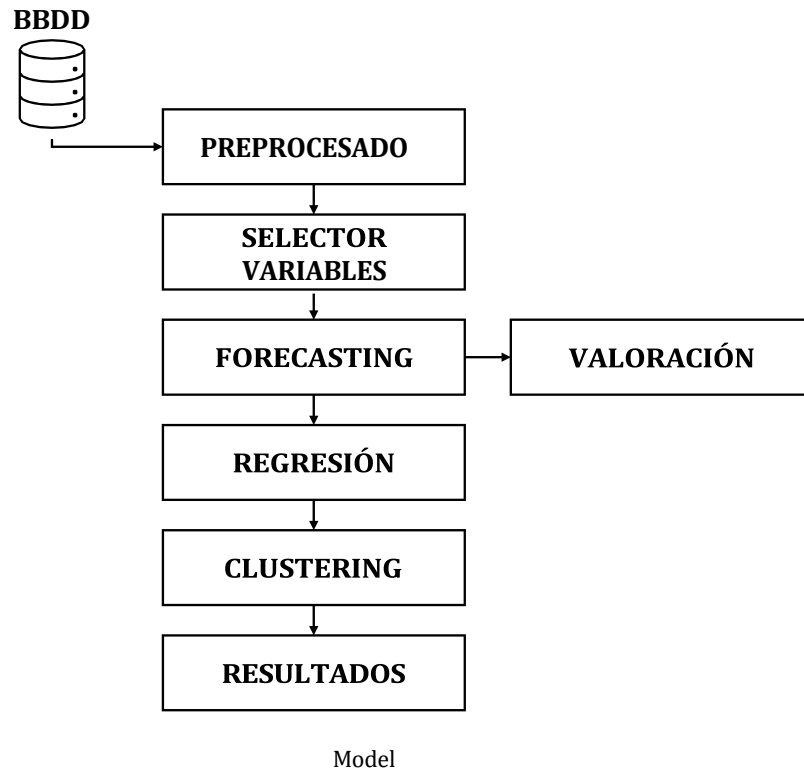 BBDD
PREPROCESADO
SELECTOR
VARIABLES
FORECASTING
VALORACIÓN
REGRESIÓN
CLUSTERING
RESULTADOS
Model